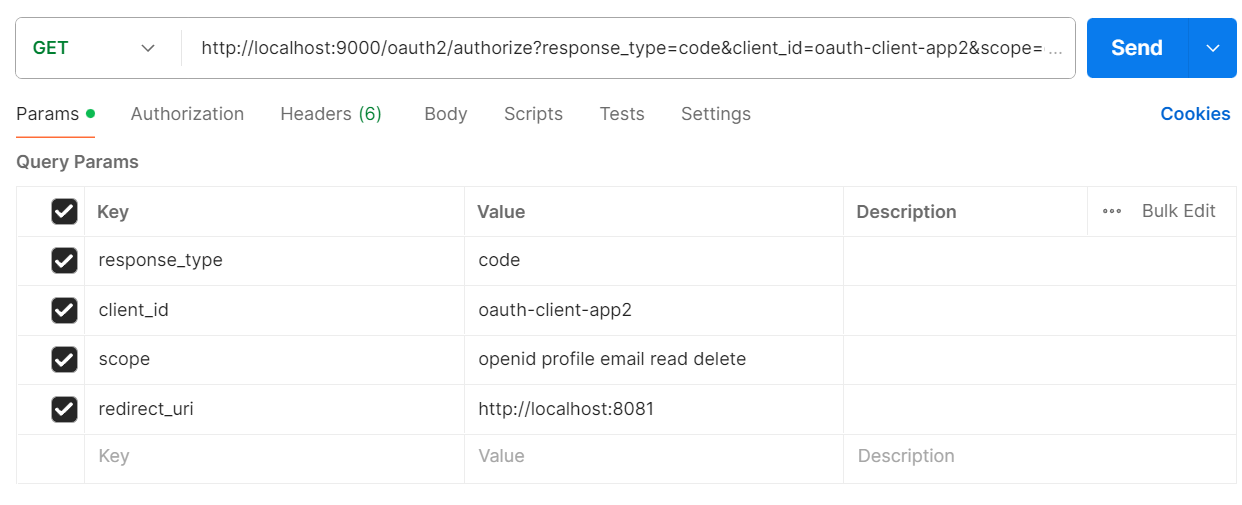 GET http://localhost:9000/oauth2/authorize?response_type=code&client_id=oauth-client-app2&scope= ... Send
Params Authorization Headers (6) Body Scripts Tests Settings Cookies
Query Params
Key Value Description Bulk Edit
response_type code
client_id oauth-client-app2
scope openid profile email read delete
redirect_uri http://localhost:8081
Key Value Description